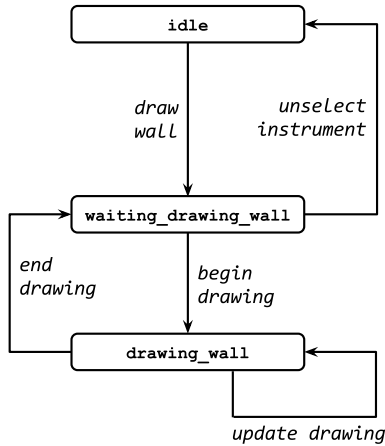 idle
draw
wall
unselect
instrument
waiting_drawing_wall
end
drawing
begin
drawing
drawing_wall
update drawing